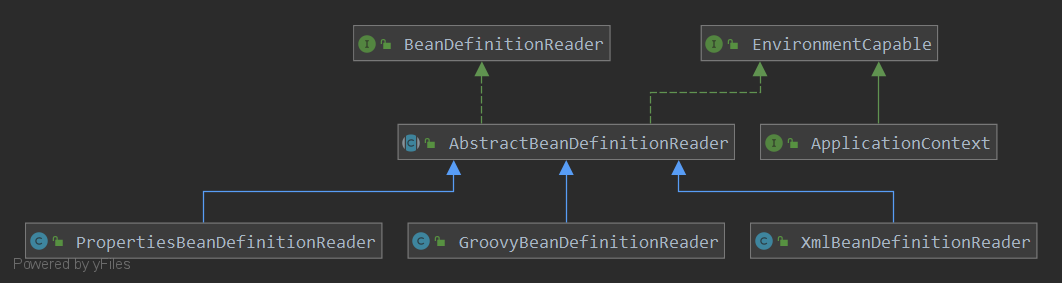 BeanDefinitionReader
EnvironmentCapable
AbstractBeanDefinitionReader
ApplicationContext
PropertiesBeanDefinitionReader
GroovyBeanDefinitionReader
XmlBeanDefinitionReader
Powered by yFiles